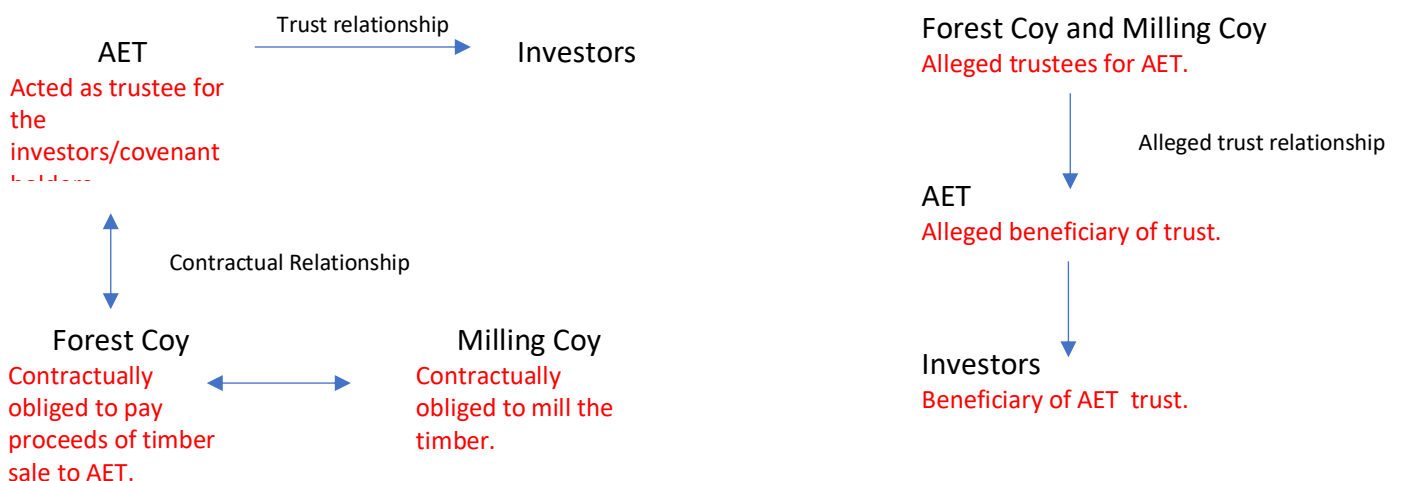 Trust relationship
AET
Investors
Acted as trustee for
the
investors/covenant
Contractual Relationship
Forest Coy
Milling Coy
Contractually
obliged to pay
proceeds of timber
sale to AET.
Contractually
obliged to mill the
timber.
Forest Coy and Milling Coy
Alleged trustees for AET.
Alleged trust relationship
AET
Alleged beneficiary of trust.
Investors
Beneficiary of AET trust.